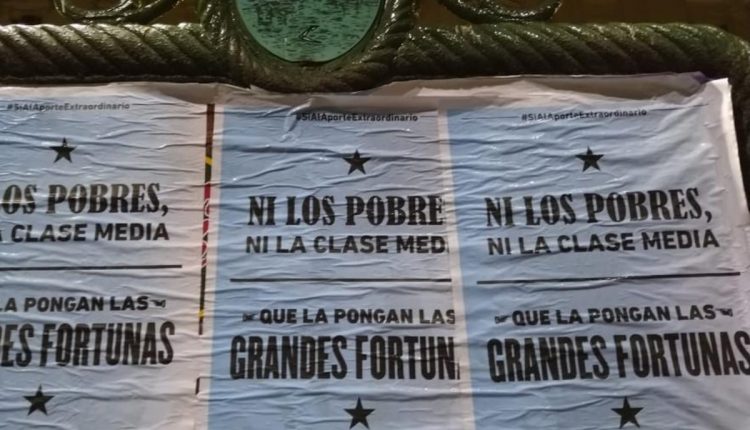 #SiAlAporteExtraordinario
OS POBRES,
LA CLASE MEDIA
LA PONGAN LAS
DES FORTUNAS
#SiAlAporteExtraordinario
NI LOS POBRE
NI LA CLASE MED
QUE LA PONGAN LAS
GRANDES FORTUN
#SiAlAporteExtraordinario
NI LOS POBRES,
NI LA CLASE MEDIA
QUE LA PONGAN LAS
GRANDES FORTUNAS